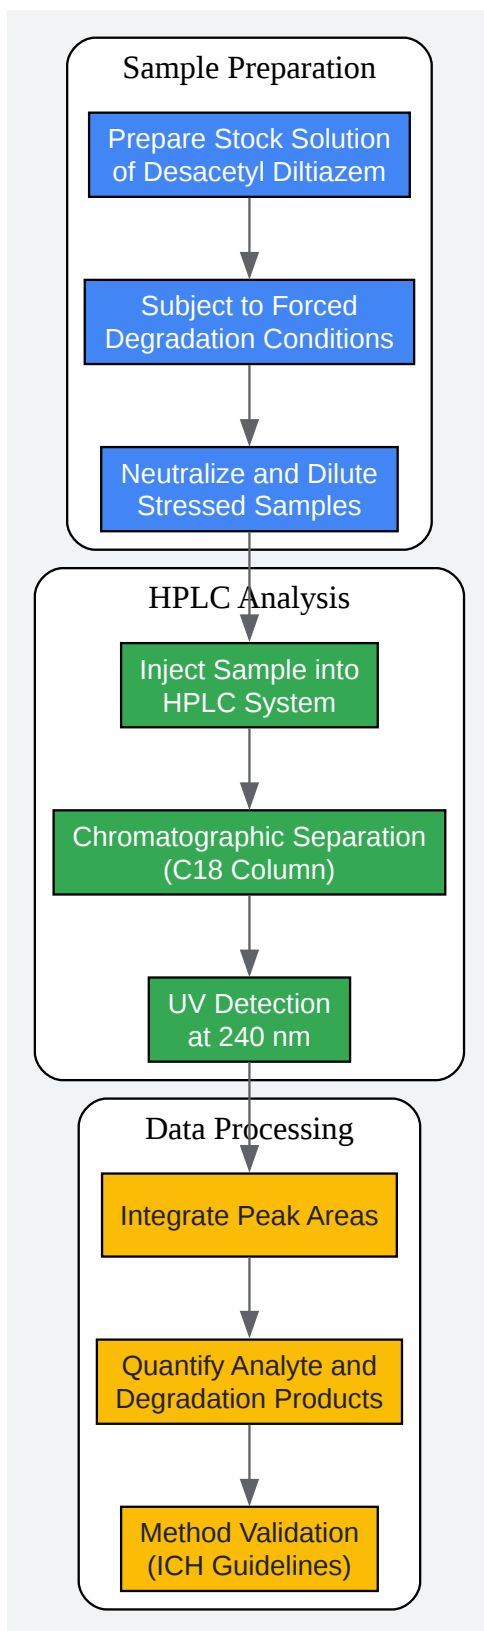 Sample Preparation
Prepare Stock Solution
of Desacetyl Diltiazem
Subject to Forced
Degradation Conditions
Neutralize and Dilute
Stressed Samples
HPLC Analysis
Inject Sample into
HPLC System
Chromatographic Separation
(C18 Column)
UV Detection
at 240 nm
Data Processing
Integrate Peak Areas
Quantify Analyte and
Degradation Products
Method Validation
(ICH Guidelines)